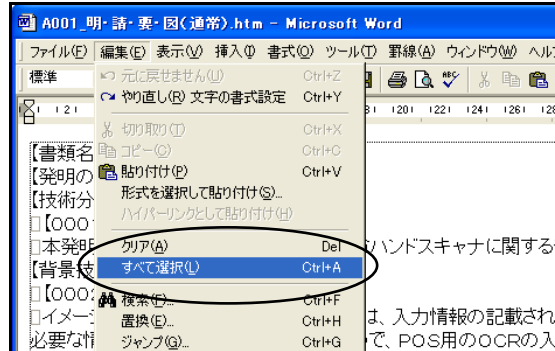 A001_明・請・要・図(通常).htm - Microsoft Word
ファイル(F) 編集(E) 表示(V) 挿入(I) 書式(O) ツール(T) 罫線(A) ウィンドウ(W) ヘル
標準
元に戻せません(U) Ctrl+Z
やり直し(R) 文字の書式設定 Ctrl+Y
切り取り(T) Ctrl+X
コピー(C) Ctrl+C
貼り付け(P) Ctrl+V
形式を選択して貼り付け(S)...
ハイパーリンクとして貼り付け(H)
クリア(A) Del
すべて選択(L) Ctrl+A
検索(F)... Ctrl+F
置換(E)... Ctrl+H
ジャンプ(G)... Ctrl+G
|2| |20| |22| |24| |26|
【書類名
【発明の
【技術分
【000
本発明 ハンドスキャナに関する
【背景技
【000
イメー は、入力情報の記載され
必要な情 で、POS用のOCRの入